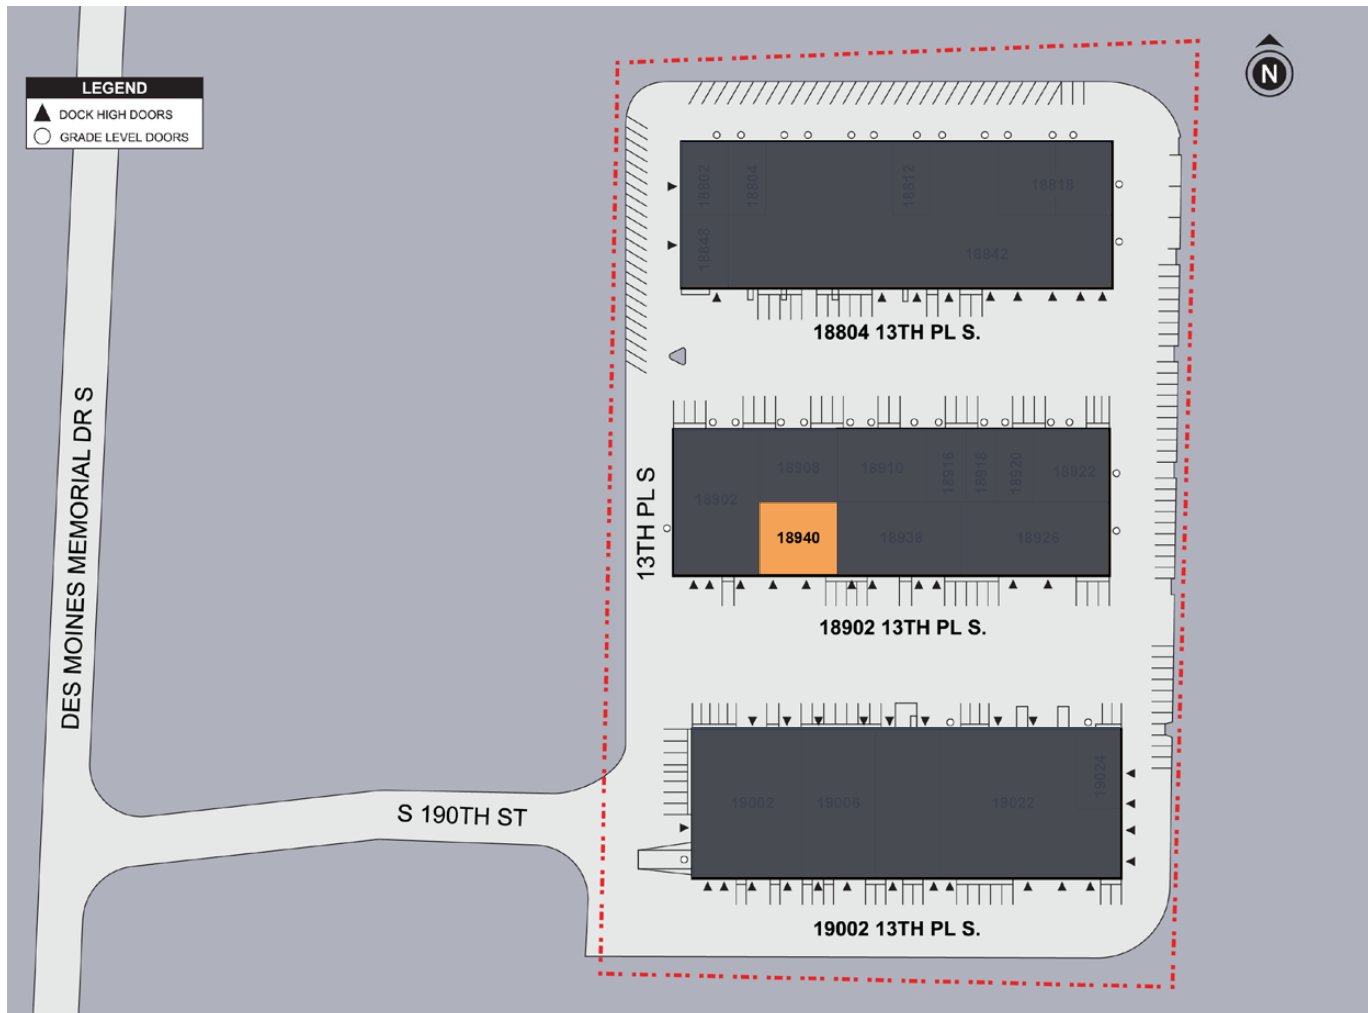 LEGEND
DOCK HIGH DOORS
GRADE LEVEL DOORS
N
18802
18804
18812
18818
18848
18842
18804 13TH PL S.
DES MOINES MEMORIAL DR S
13TH PL S
18902
18908
18910
18916
18918
18920
18922
18940
18938
18926
18902 13TH PL S.
19002
19006
19022
19024
S 190TH ST
19002 13TH PL S.